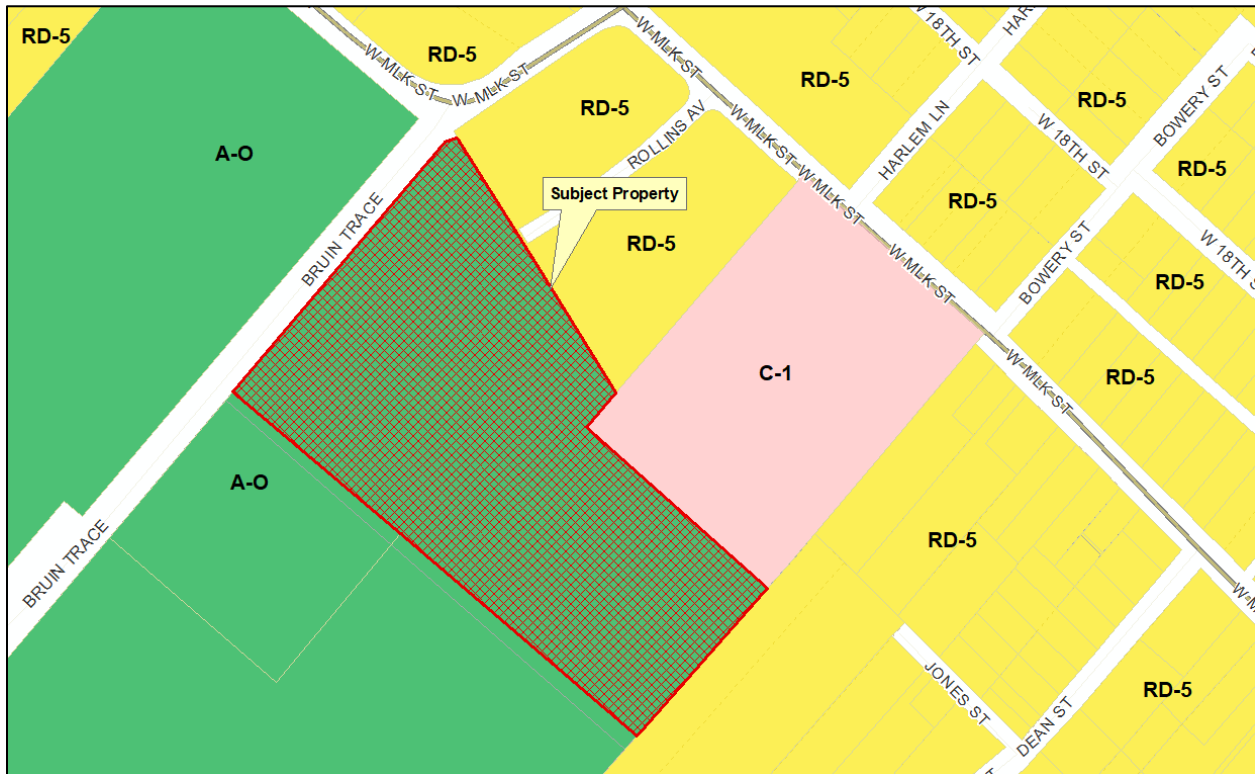 RD-5
RD-5
W MLK ST
W MLK ST
W MLK ST
W 18TH ST
RD-5
RD-5
RD-5
BOWERY ST
A-O
ROLLINS AV
W MLK ST
HARLEM LN
W 18TH ST
RD-5
Subject Property
W MLK ST
RD-5
BRUIN TRACE
RD-5
W MLK ST
BOWERY ST
W 18TH S
RD-5
C-1
W MLK ST
RD-5
A-O
RD-5
BRUIN TRACE
JONES ST
DEAN ST
RD-5
W M